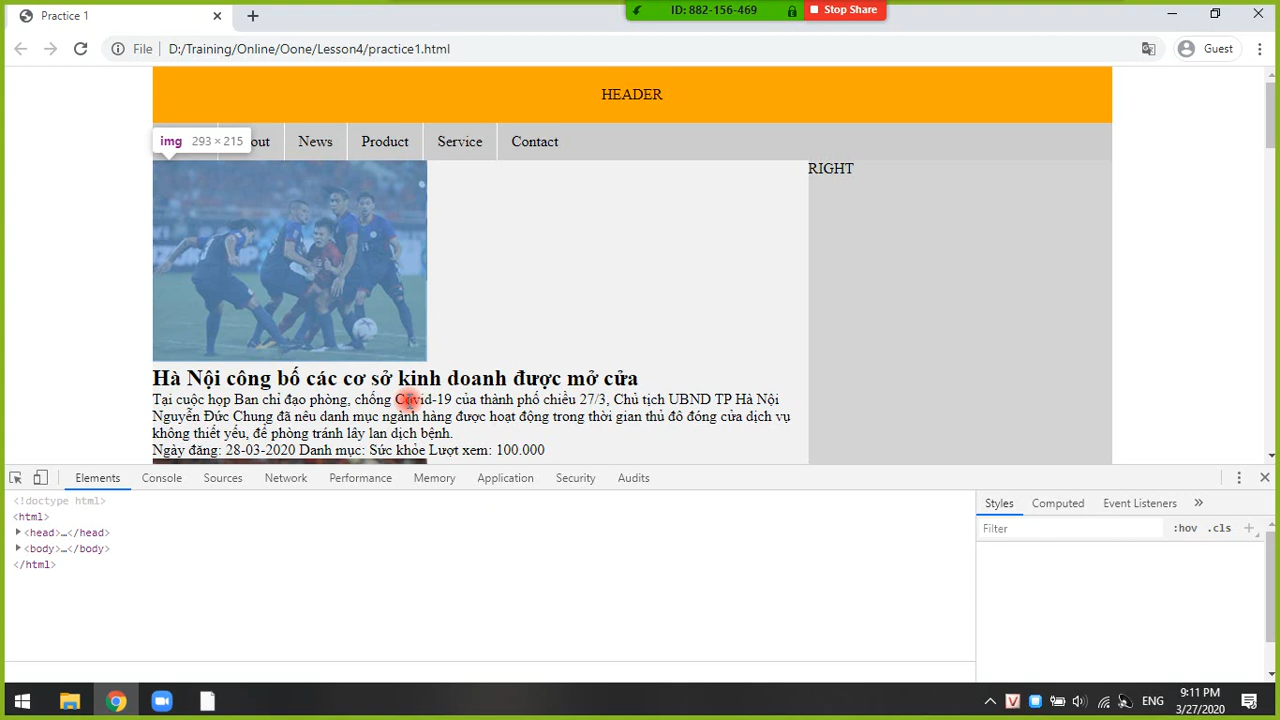 Practice 1
ID: 882-156-469
Stop Share
File
D:/Training/Online/Oone/Lesson4/practice1.html
Guest
HEADER
img 293 × 215
out
News
Product
Service
Contact
RIGHT
Hà Nội công bố các cơ sở kinh doanh được mở cửa
Tại cuộc họp Ban chỉ đạo phòng, chống Covid-19 của thành phố chiều 27/3, Chủ tịch UBND TP Hà Nội
Nguyễn Đức Chung đã nêu danh mục ngành hàng được hoạt động trong thời gian thủ đô đóng cửa dịch vụ
không thiết yếu, để phòng tránh lây lan dịch bệnh.
Ngày đăng: 28-03-2020 Danh mục: Sức khỏe Lượt xem: 100.000
Elements
Console
Sources
Network
Performance
Memory
Application
Security
Audits
<!doctype html>
<html>
<head>…</head>
<body>…</body>
</html>
Styles
Computed
Event Listeners
Filter
:hov
.cls
ENG
9:11 PM
3/27/2020